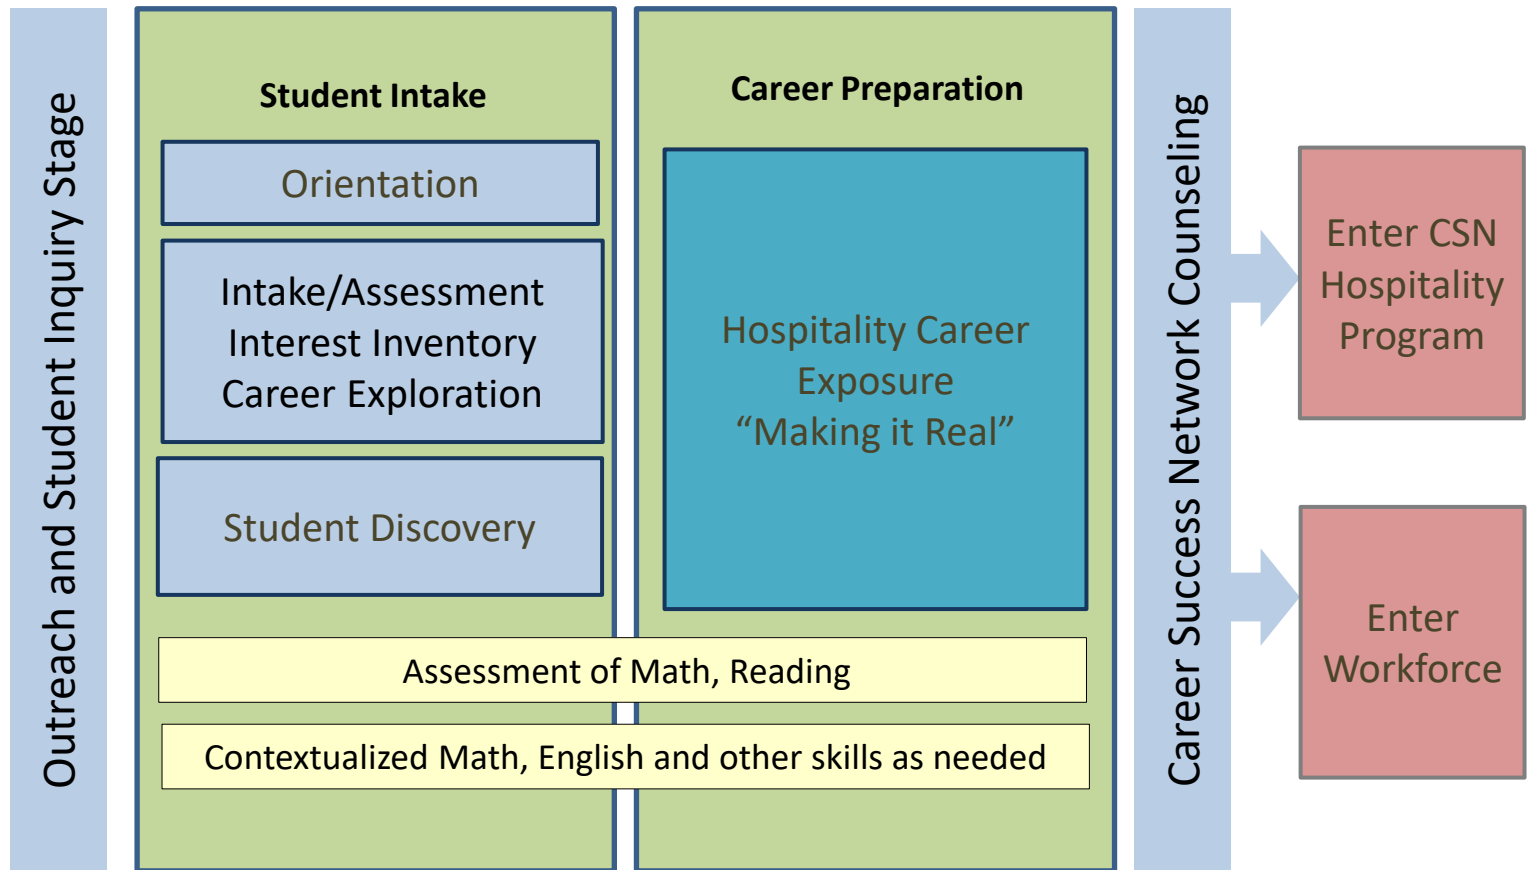 Outreach and Student Inquiry Stage
Student Intake
Orientation
Intake/Assessment
Interest Inventory
Career Exploration
Student Discovery
Career Preparation
Hospitality Career
Exposure
“Making it Real”
Assessment of Math, Reading
Contextualized Math, English and other skills as needed
Career Success Network Counseling
Enter CSN
Hospitality
Program
Enter
Workforce